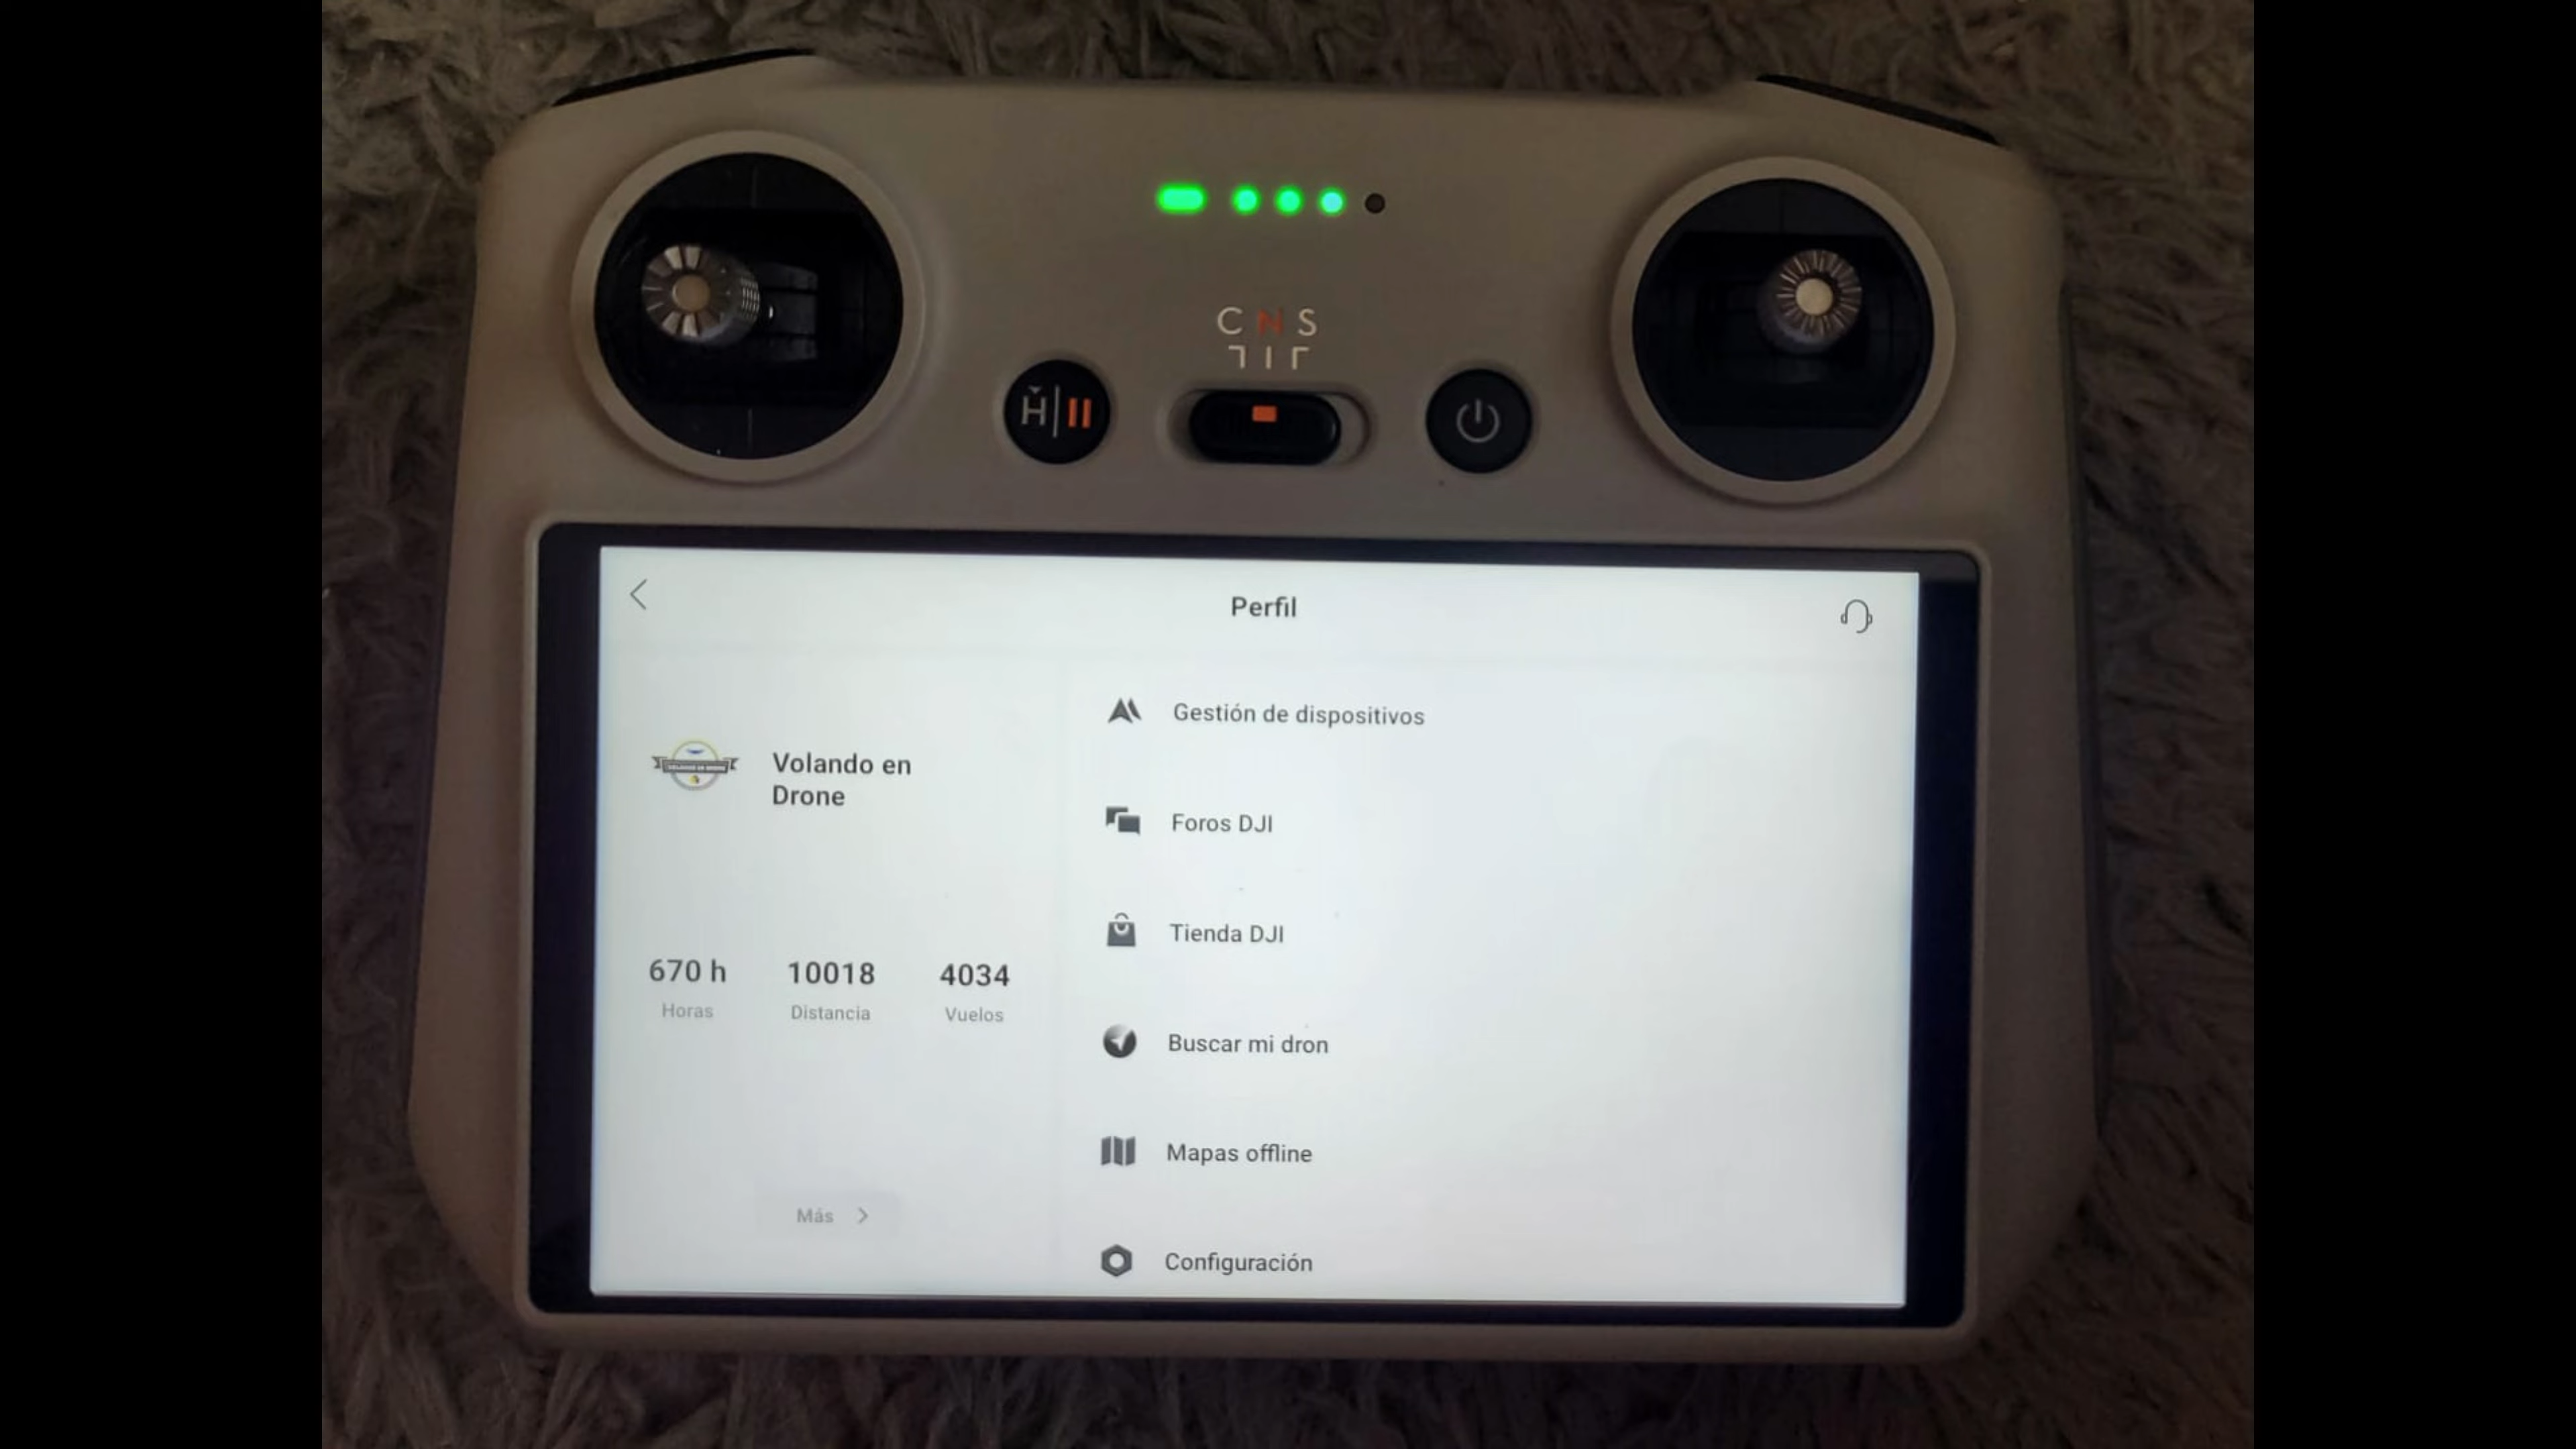 C N S
H
Perfil
Volando en
Drone
670 h 10018 4034
Horas Distancia Vuelos
Más
Gestión de dispositivos
Foros DJI
Tienda DJI
Buscar mi dron
Mapas offline
Configuración